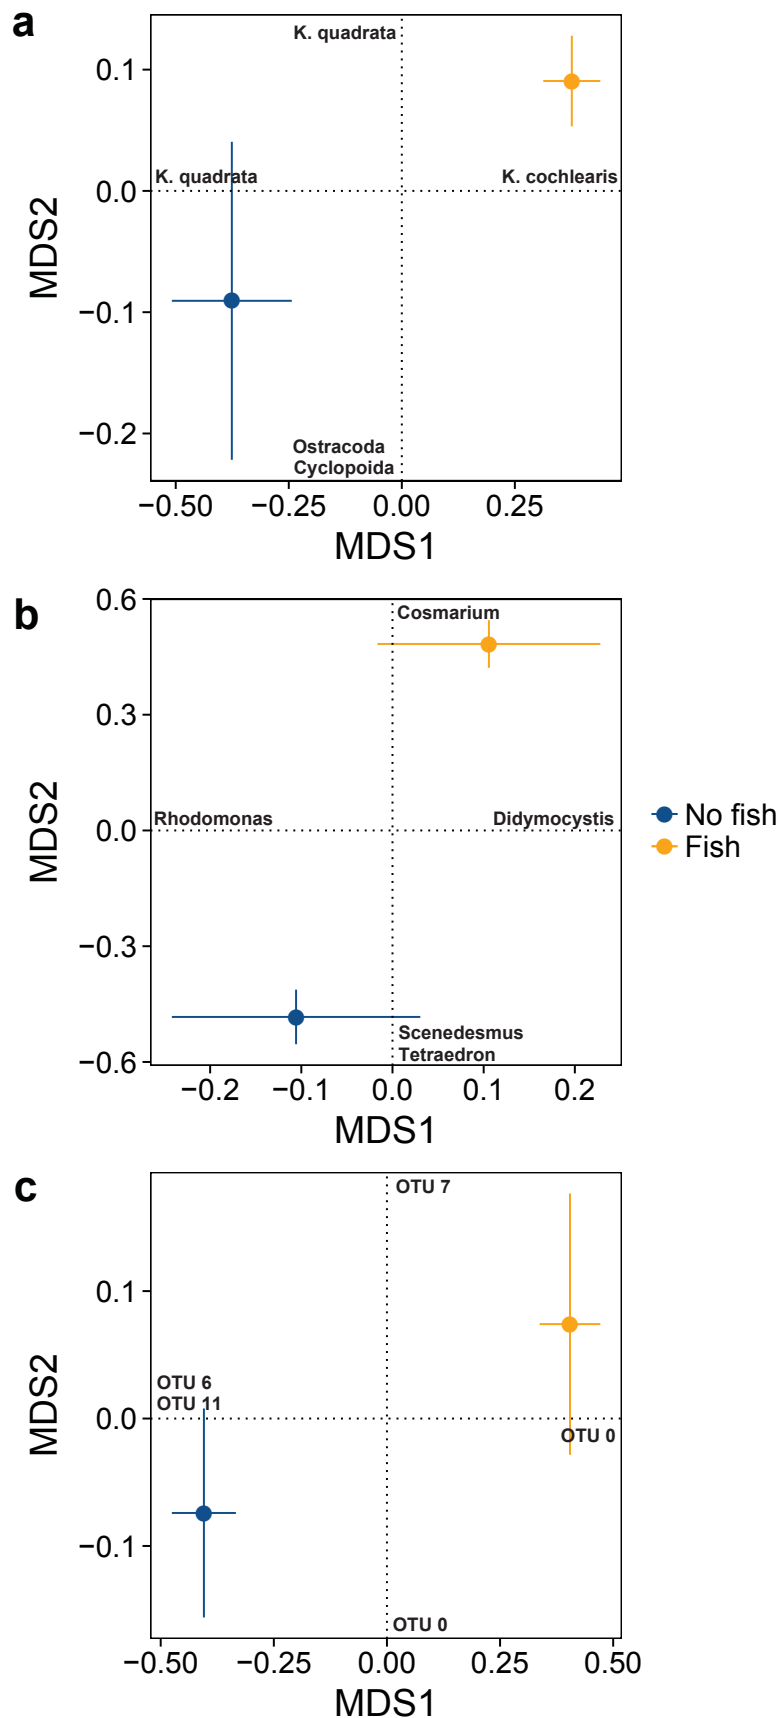 a
K. quadrata
0.1
K. quadrata
K. cochlearis
0.0
MDS2
−0.1
−0.2
Ostracoda
Cyclopoida
−0.50
−0.25
0.00
0.25
MDS1
b
0.6
Cosmarium
0.3
MDS2
Rhodomonas
Didymocystis
0.0
−0.3
Scenedesmus
Tetraedron
−0.6
−0.2
−0.1
0.0
0.1
0.2
MDS1
No fish
Fish
c
OTU 7
0.1
MDS2
OTU 6
OTU 11
0.0
OTU 0
−0.1
OTU 0
−0.50
−0.25
0.00
0.25
0.50
MDS1